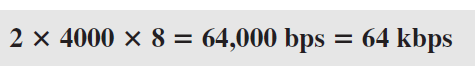 2 × 4000 × 8 = 64,000 bps = 64 kbps